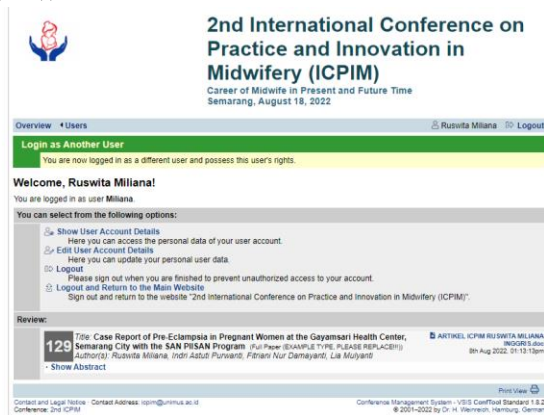 2nd International Conference on
Practice and Innovation in
Midwifery (ICPIM)
Career of Midwife in Present and Future Time
Semarang, August 18, 2022
Overview Users Ruswita Miliana Logout
Login as Another User
You are now logged in as a different user and possess this user's rights.
Welcome, Ruswita Miliana!
You are logged in as user Miliana.
You can select from the following options:
Show User Account Details
Here you can access the personal data of your user account.
Edit User Account Details
Here you can update your personal user data.
Logout
Please sign out when you are finished to prevent unauthorized access to your account.
Logout and Return to the Main Website
Sign out and return to the website "2nd International Conference on Practice and Innovation in Midwifery (ICPIM)".
Review:
129
Title: Case Report of Pre-Eclampsia in Pregnant Women at the Gayamsari Health Center,
Semarang City with the SAN PIISAN Program (Full Paper (EXAMPLE TYPE, PLEASE REPLACE!!!))
Author(s): Ruswita Miliana, Indri Astuti Purwanti, Fitriani Nur Damayanti, Lia Mulyanti
- Show Abstract
ARTIKEL ICPIM RUSWITA MILIANA
INGGRIS.doc
8th Aug 2022, 01:13:13pm
Print View
Contact and Legal Notice · Contact Address: icpim@unimus.ac.id
Conference: 2nd ICPIM
Conference Management System - VSIS ConfTool Standard 1.8.2
© 2001–2022 by Dr. H. Weinreich, Hamburg, Germany